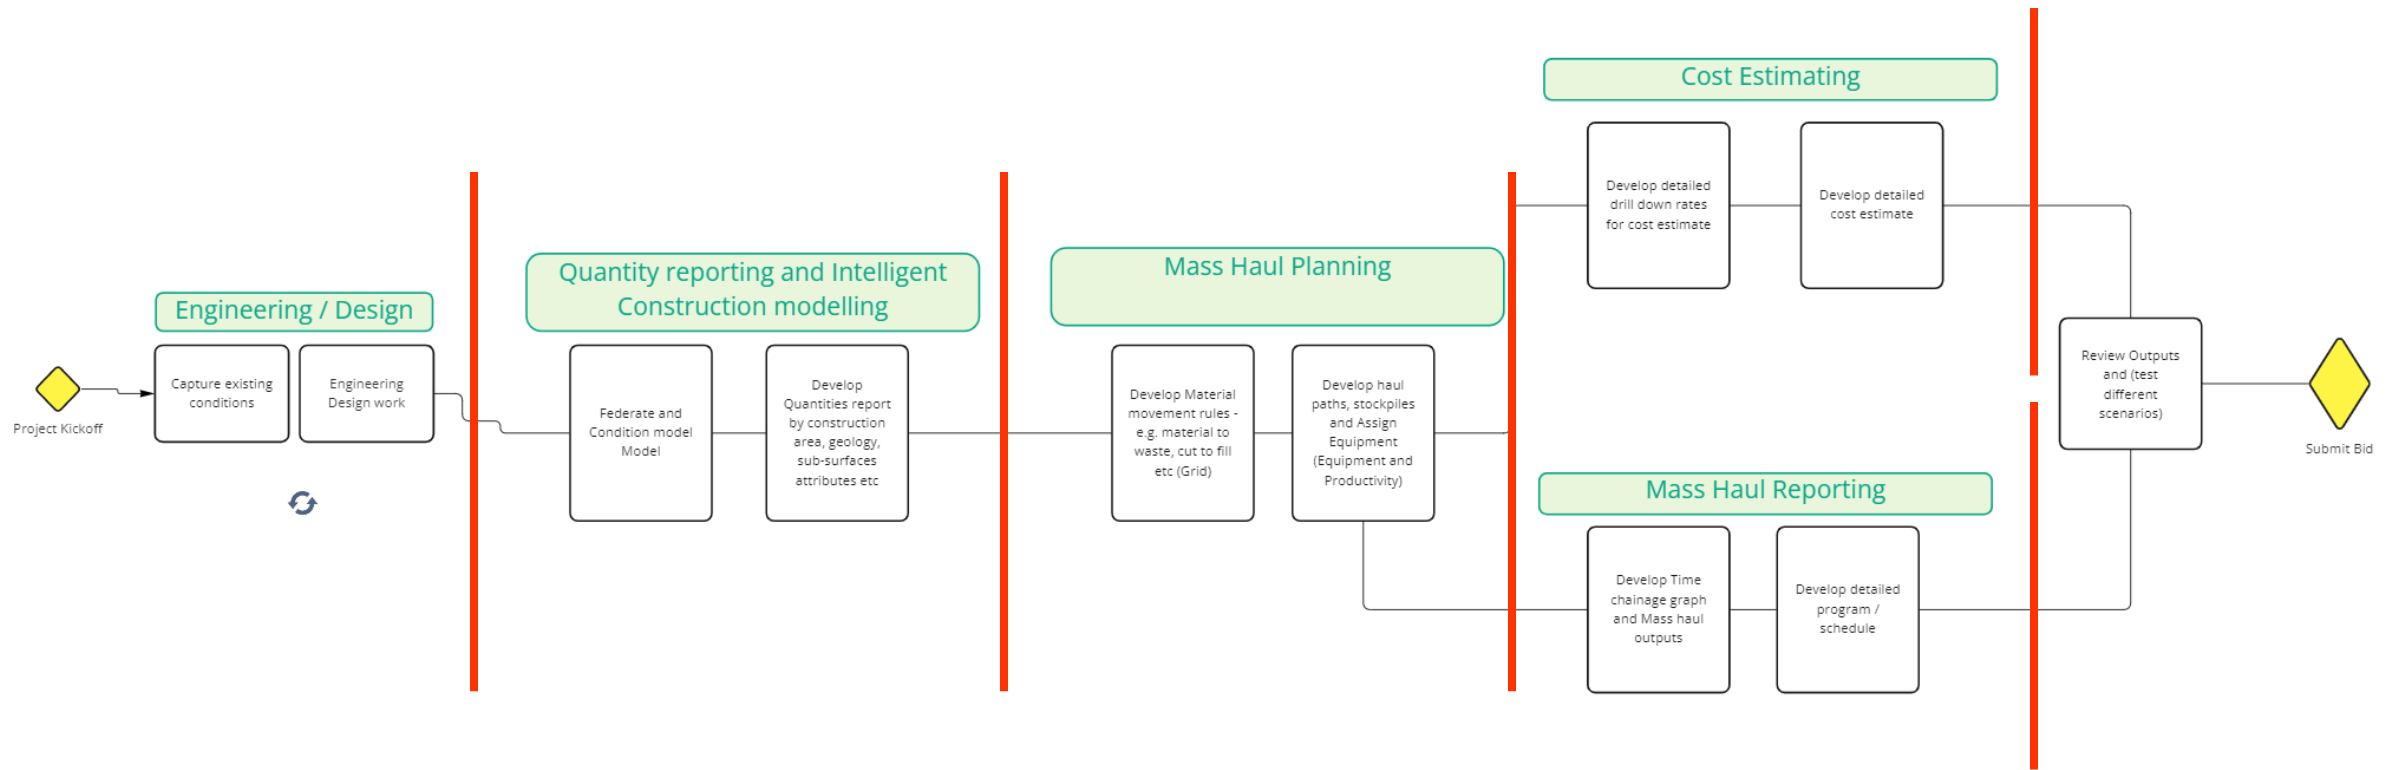 Project Kickoff
Engineering / Design
Capture existing
conditions
Engineering
Design work
Quantity reporting and Intelligent
Construction modelling
Federate and
Condition model
Model
Develop
Quantities report
by construction
area, geology,
sub-surfaces
attributes etc
Mass Haul Planning
Develop Material
movement rules -
e.g. material to
waste, cut to fill
etc (Grid)
Develop haul
paths, stockpiles
and Assign
Equipment
(Equipment and
Productivity)
Cost Estimating
Develop detailed
drill down rates
for cost estimate
Develop detailed
cost estimate
Mass Haul Reporting
Develop Time
chainage graph
and Mass haul
outputs
Develop detailed
program /
schedule
Review Outputs
and (test
different
scenarios)
Submit Bid